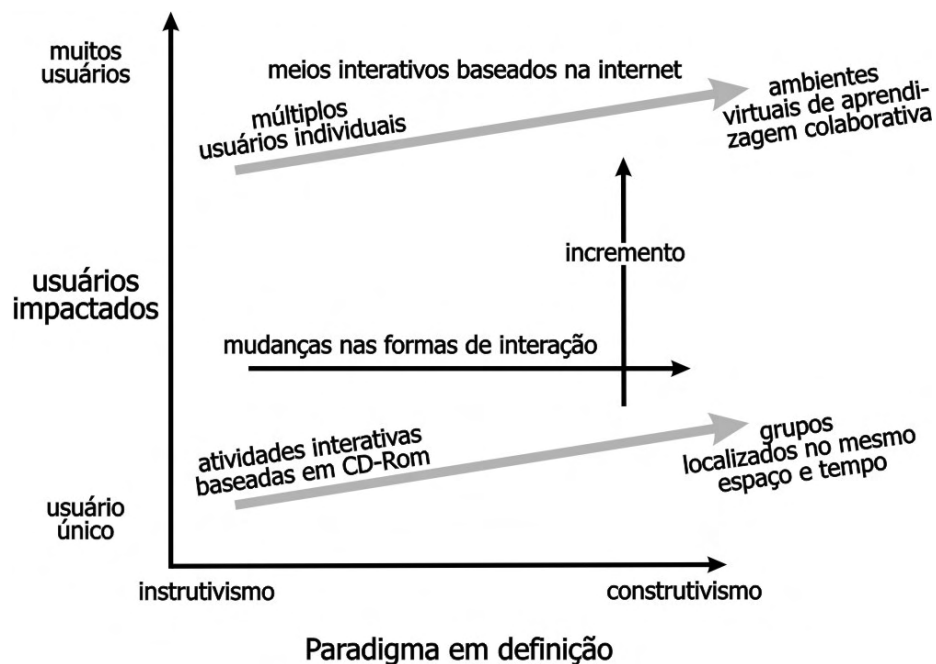 muitos
usuários
meios interativos baseados na internet
múltiplos
usuários individuais
ambientes
virtuais de aprendi-
zagem colaborativa
incremento
usuários
impactados
mudanças nas formas de interação
atividades interativas
baseadas em CD-Rom
grupos
localizados no mesmo
espaço e tempo
usuário
único
instrutivismo
construtivismo
Paradigma em definição